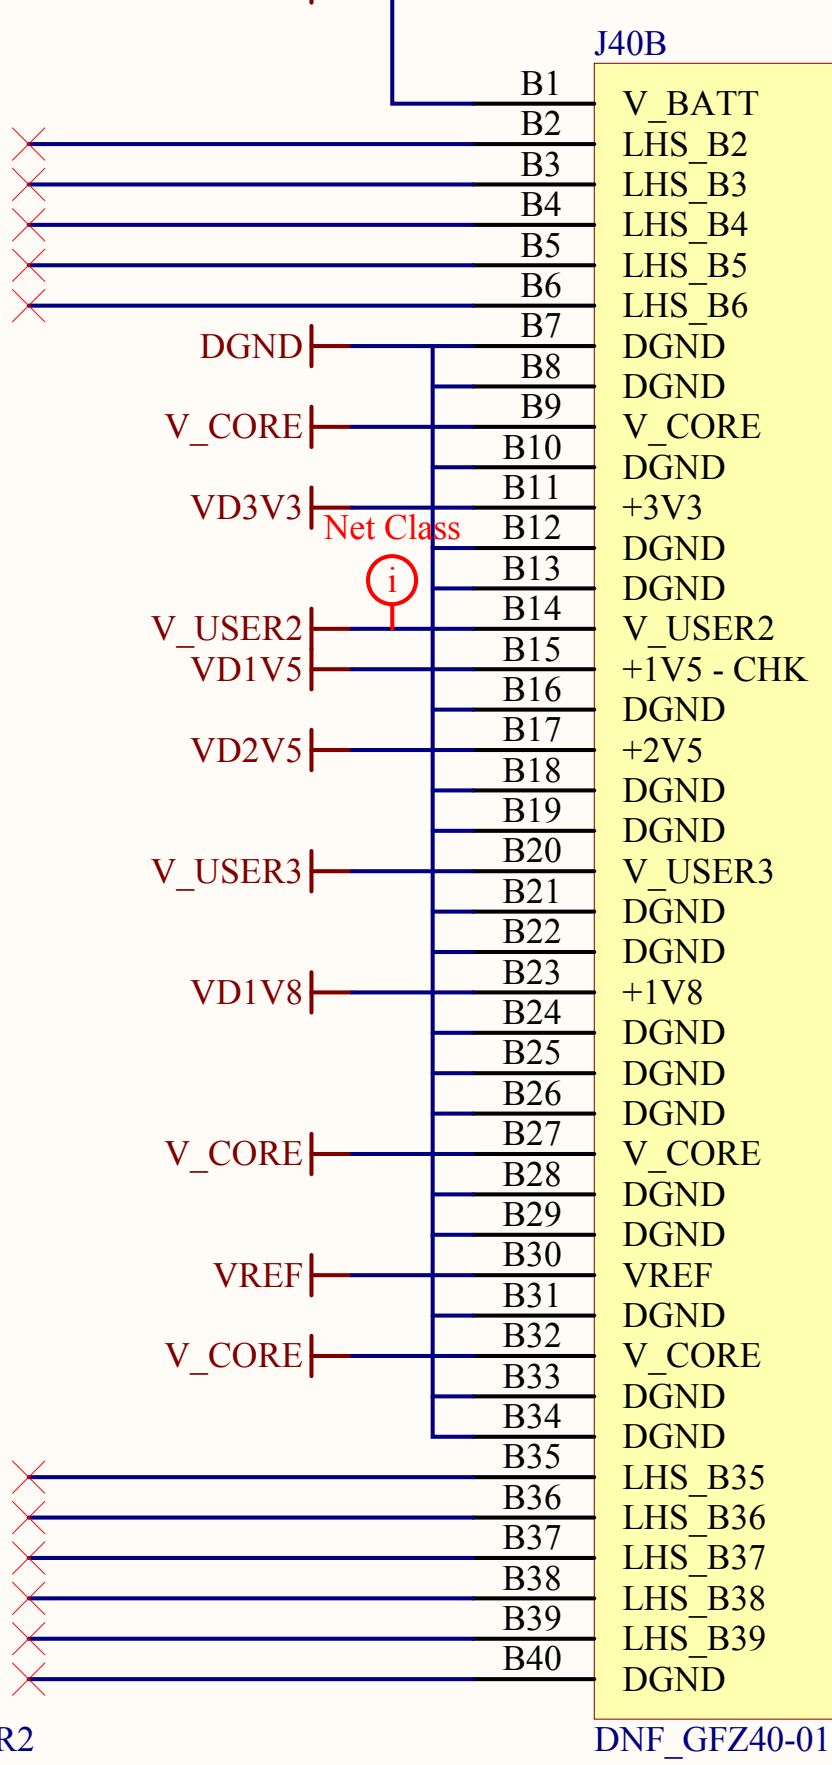 J40B
B1 V_BATT
B2 LHS_B2
B3 LHS_B3
B4 LHS_B4
B5 LHS_B5
B6 LHS_B6
DGND B7 DGND
B8 DGND
V_CORE B9 V_CORE
B10 DGND
VD3V3 B11 +3V3
Net Class B12 DGND
i B13 DGND
V_USER2 B14 V_USER2
VD1V5 B15 +1V5 - CHK
B16 DGND
VD2V5 B17 +2V5
B18 DGND
B19 DGND
V_USER3 B20 V_USER3
B21 DGND
B22 DGND
VD1V8 B23 +1V8
B24 DGND
B25 DGND
B26 DGND
V_CORE B27 V_CORE
B28 DGND
B29 DGND
VREF B30 VREF
B31 DGND
V_CORE B32 V_CORE
B33 DGND
B34 DGND
B35 LHS_B35
B36 LHS_B36
B37 LHS_B37
B38 LHS_B38
B39 LHS_B39
B40 DGND
R2 DNF_GFZ40-01